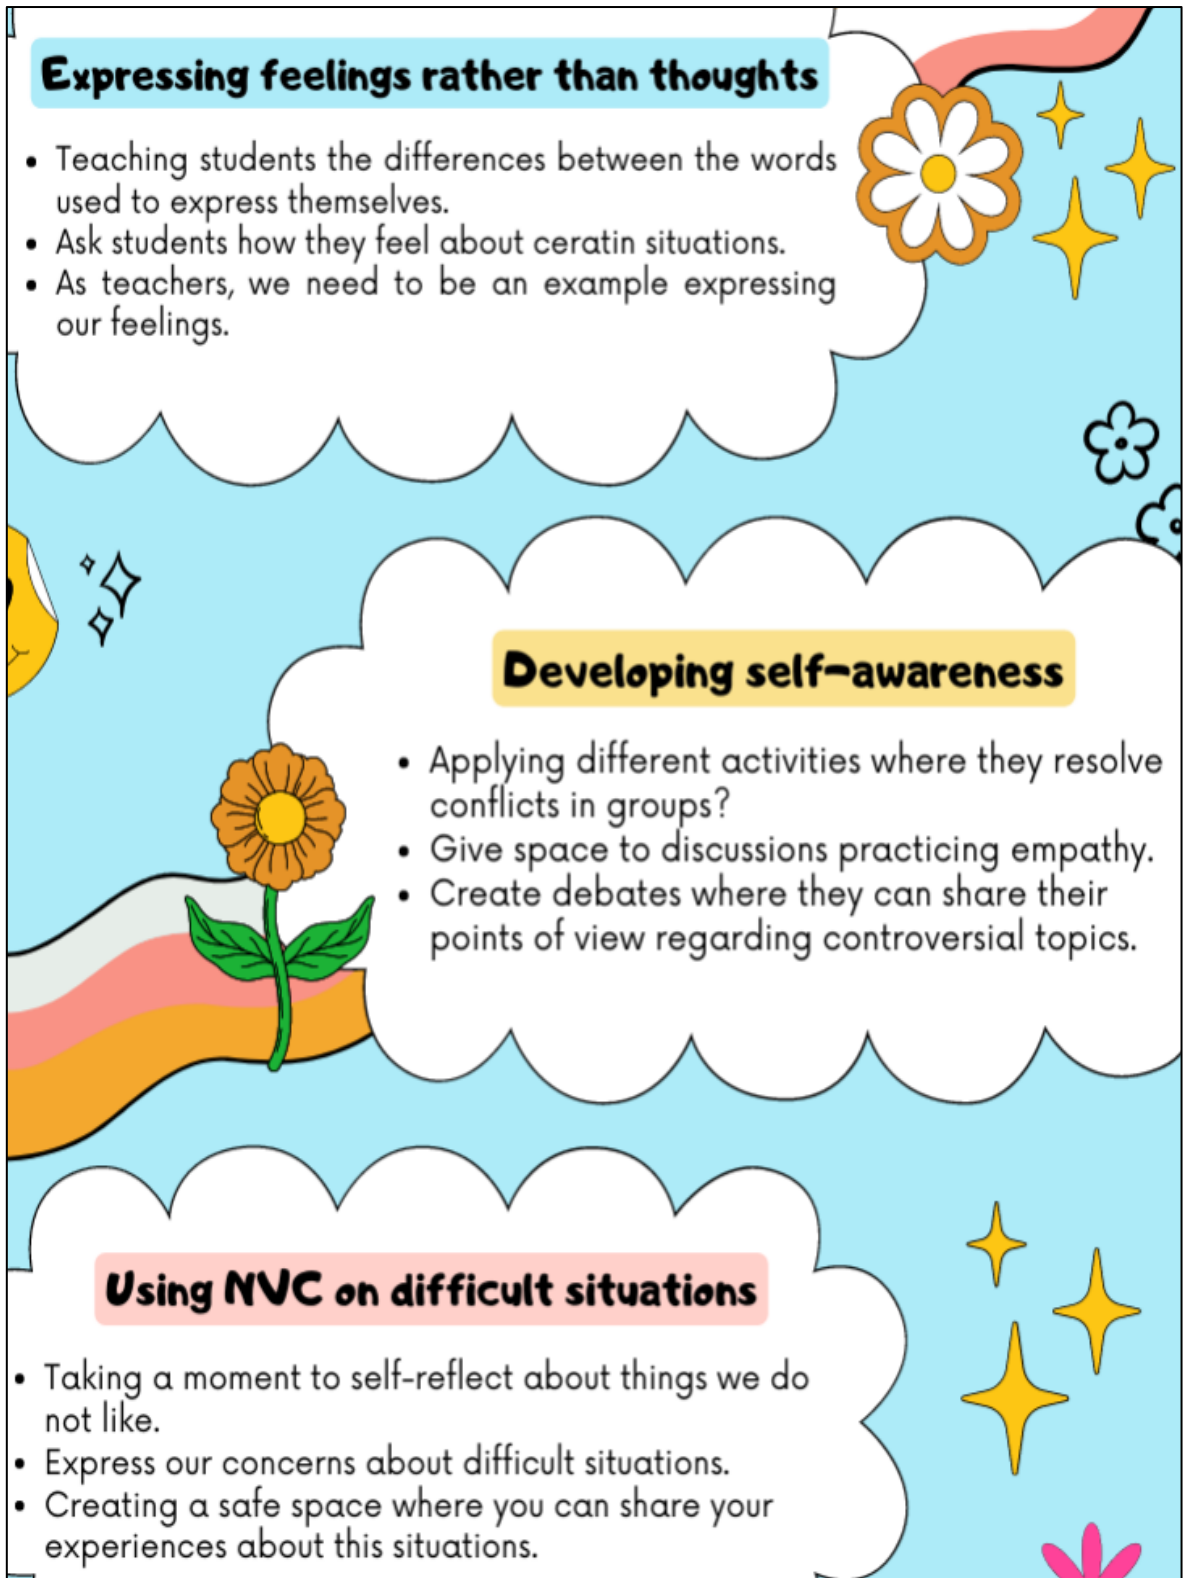 Expressing feelings rather than thoughts
• Teaching students the differences between the words
used to express themselves.
• Ask students how they feel about ceratin situations.
• As teachers, we need to be an example expressing
our feelings.
Developing self-awareness
• Applying different activities where they resolve
conflicts in groups?
• Give space to discussions practicing empathy.
• Create debates where they can share their
points of view regarding controversial topics.
Using NVC on difficult situations
• Taking a moment to self-reflect about things we do
not like.
• Express our concerns about difficult situations.
• Creating a safe space where you can share your
experiences about this situations.